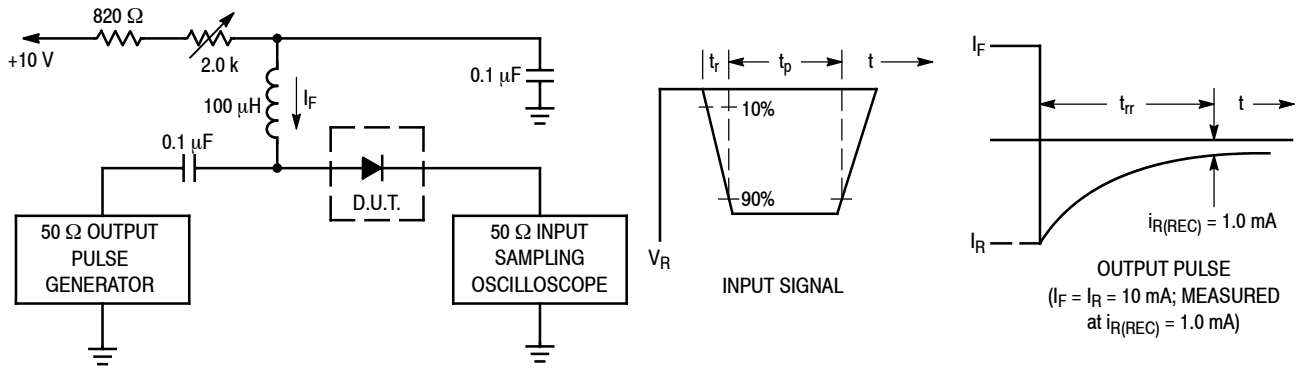 820 Ω
+10 V
2.0 k
100 μH
I_F
0.1 μF
0.1 μF
D.U.T.
50 Ω OUTPUT
PULSE
GENERATOR
50 Ω INPUT
SAMPLING
OSCILLOSCOPE
t_r
t_p
t
10%
90%
V_R
INPUT SIGNAL
I_F
t_rr
t
I_R
i_R(REC) = 1.0 mA
OUTPUT PULSE
(I_F = I_R = 10 mA; MEASURED
at i_R(REC) = 1.0 mA)